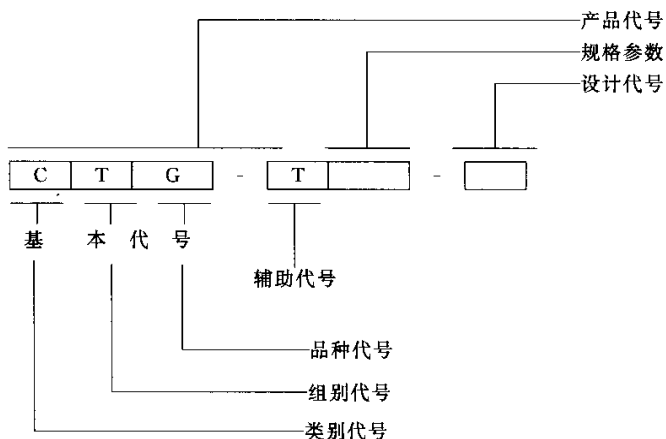 产品代号
规格参数
设计代号
C T G - T -
基 本 代 号
辅助代号
品种代号
组别代号
类别代号